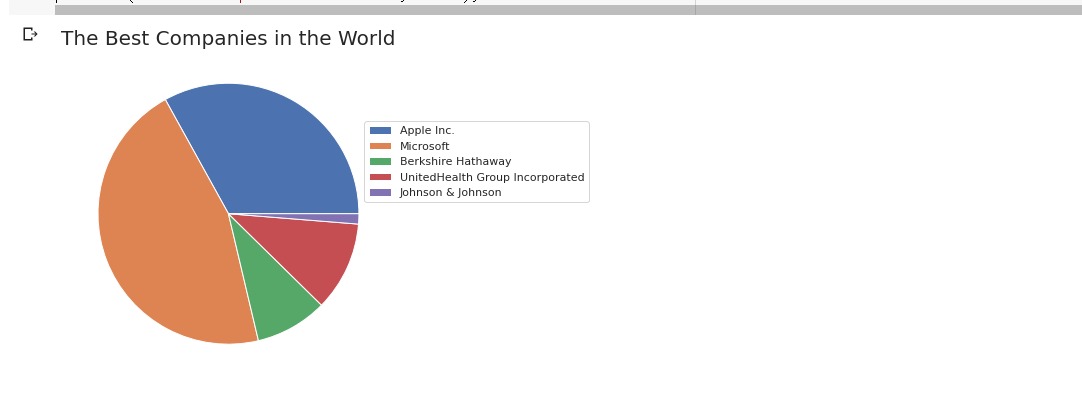 The Best Companies in the World
Apple Inc.
Microsoft
Berkshire Hathaway
UnitedHealth Group Incorporated
Johnson & Johnson